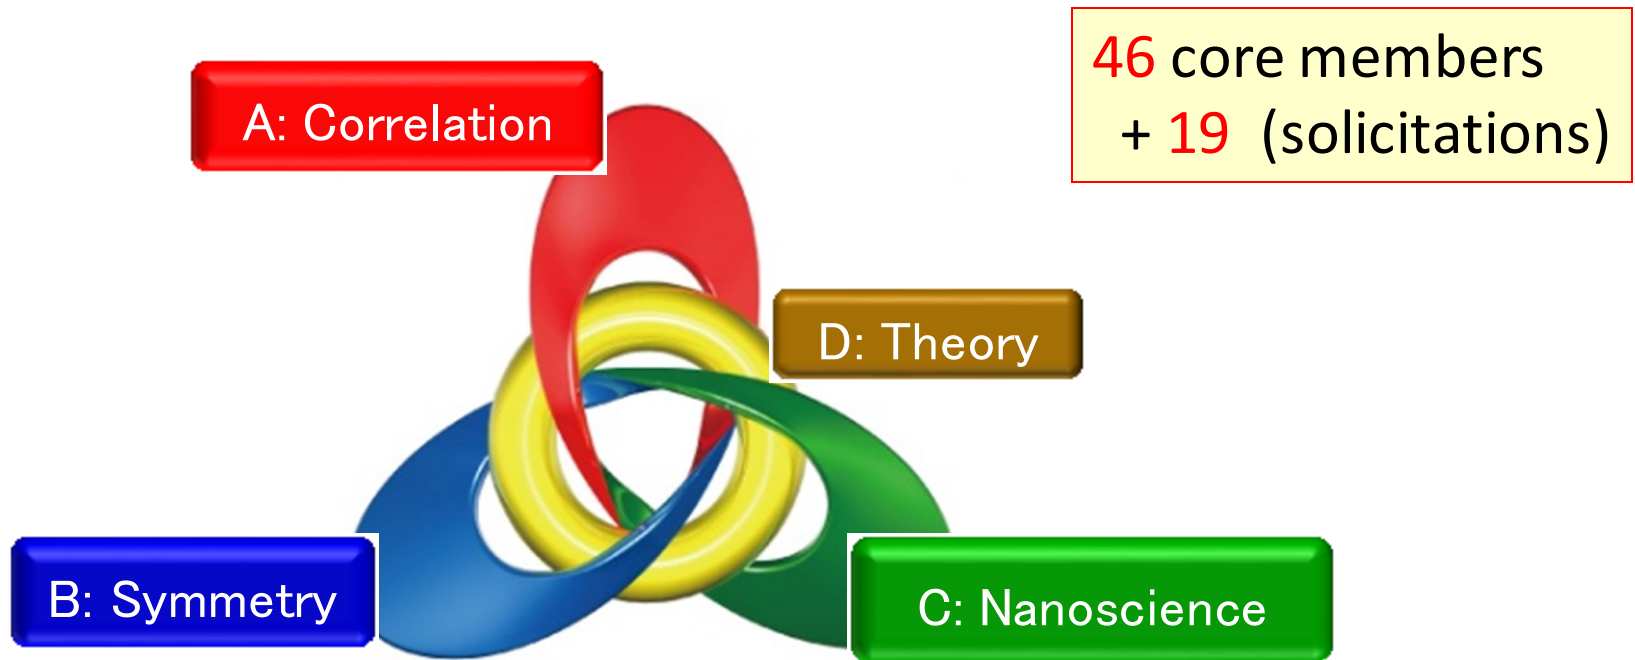 46 core members
+ 19 (solicitations)
A: Correlation
D: Theory
B: Symmetry
C: Nanoscience